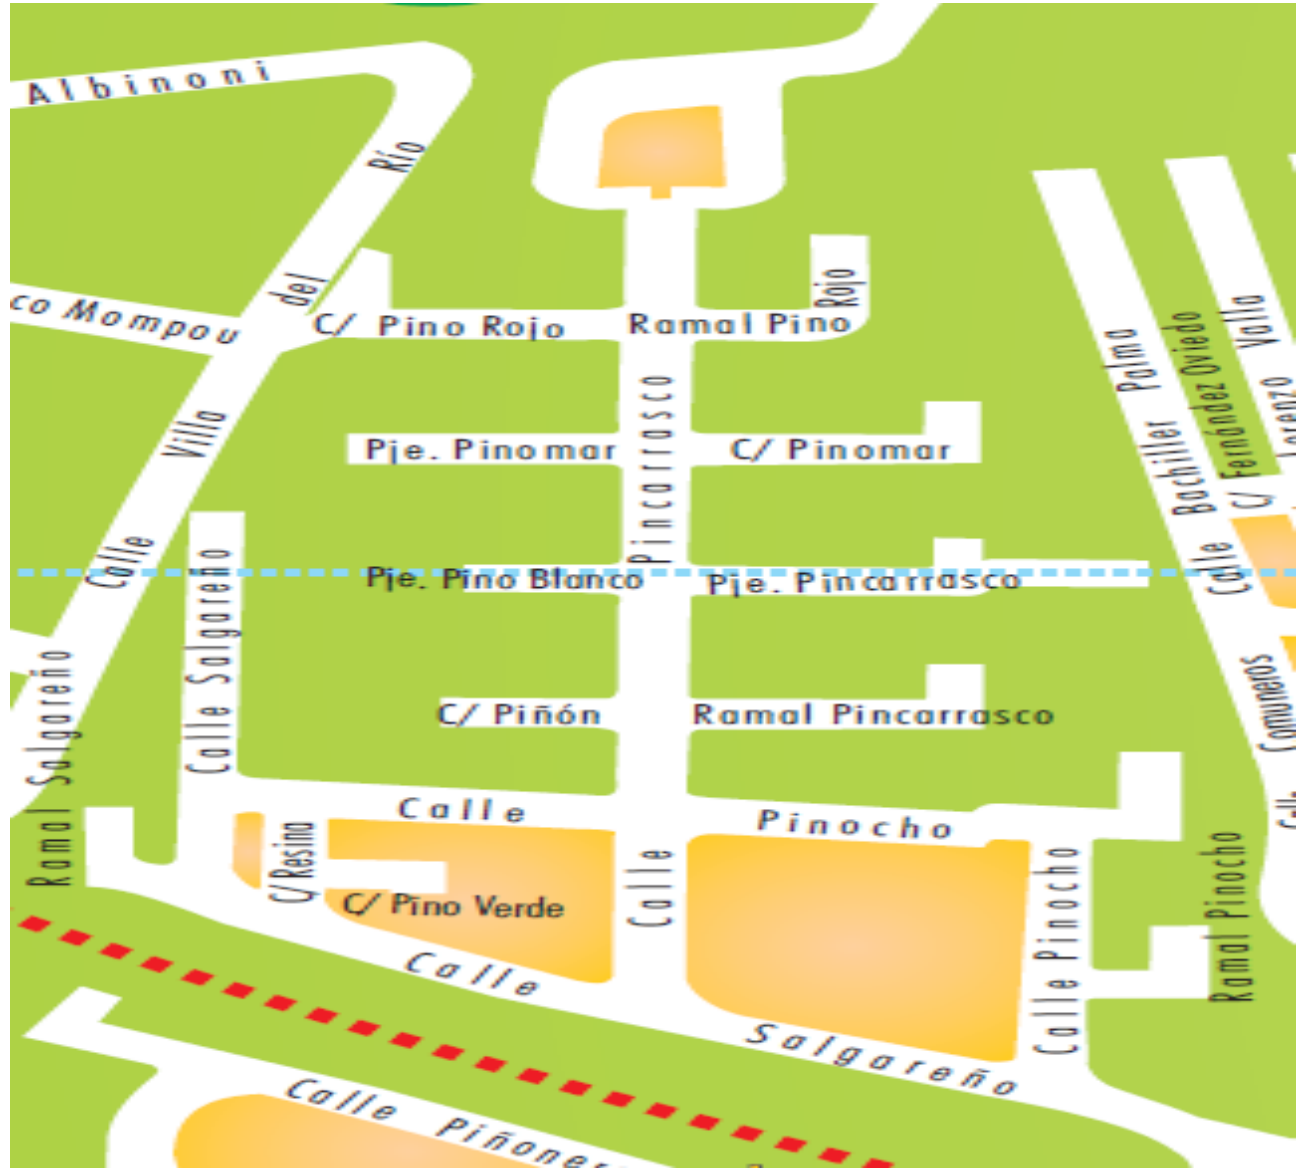 Albinoni
co Mompou
Calle Villa del Río
C/ Pino Rojo
Ramal Pino Rojo
Pje. Pinomar
C/ Pinomar
Calle Pincarrasco
Pje. Pino Blanco
Pje. Pincarrasco
C/ Piñón
Ramal Pincarrasco
Calle Salgareño
Ramal Salgareño
Calle Pinocho
C/Resina
C/ Pino Verde
Calle Pinocho
Ramal Pinocho
Calle Salgareño
Calle Piñoner
Calle Bachiller Palma
C/ Fernández Oviedo
Lorenzo Valla
Calle Comuneros